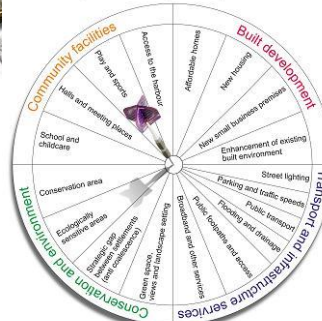 Community facilities
School and
childcare
Halls and meeting places
Play and sports
Access to the harbour
Built development
Affordable homes
New housing
New small business premises
Enhancement of existing
built environment
Transport and infrastructure services
Street lighting
Parking and traffic speeds
Public transport
Flooding and drainage
Public footpaths and access
Broadband and other services
Conservation and environment
Green space,
views and landscape setting
Strategic gap
between settlements
(anti coalescence)
Ecologically
sensitive areas
Conservation area